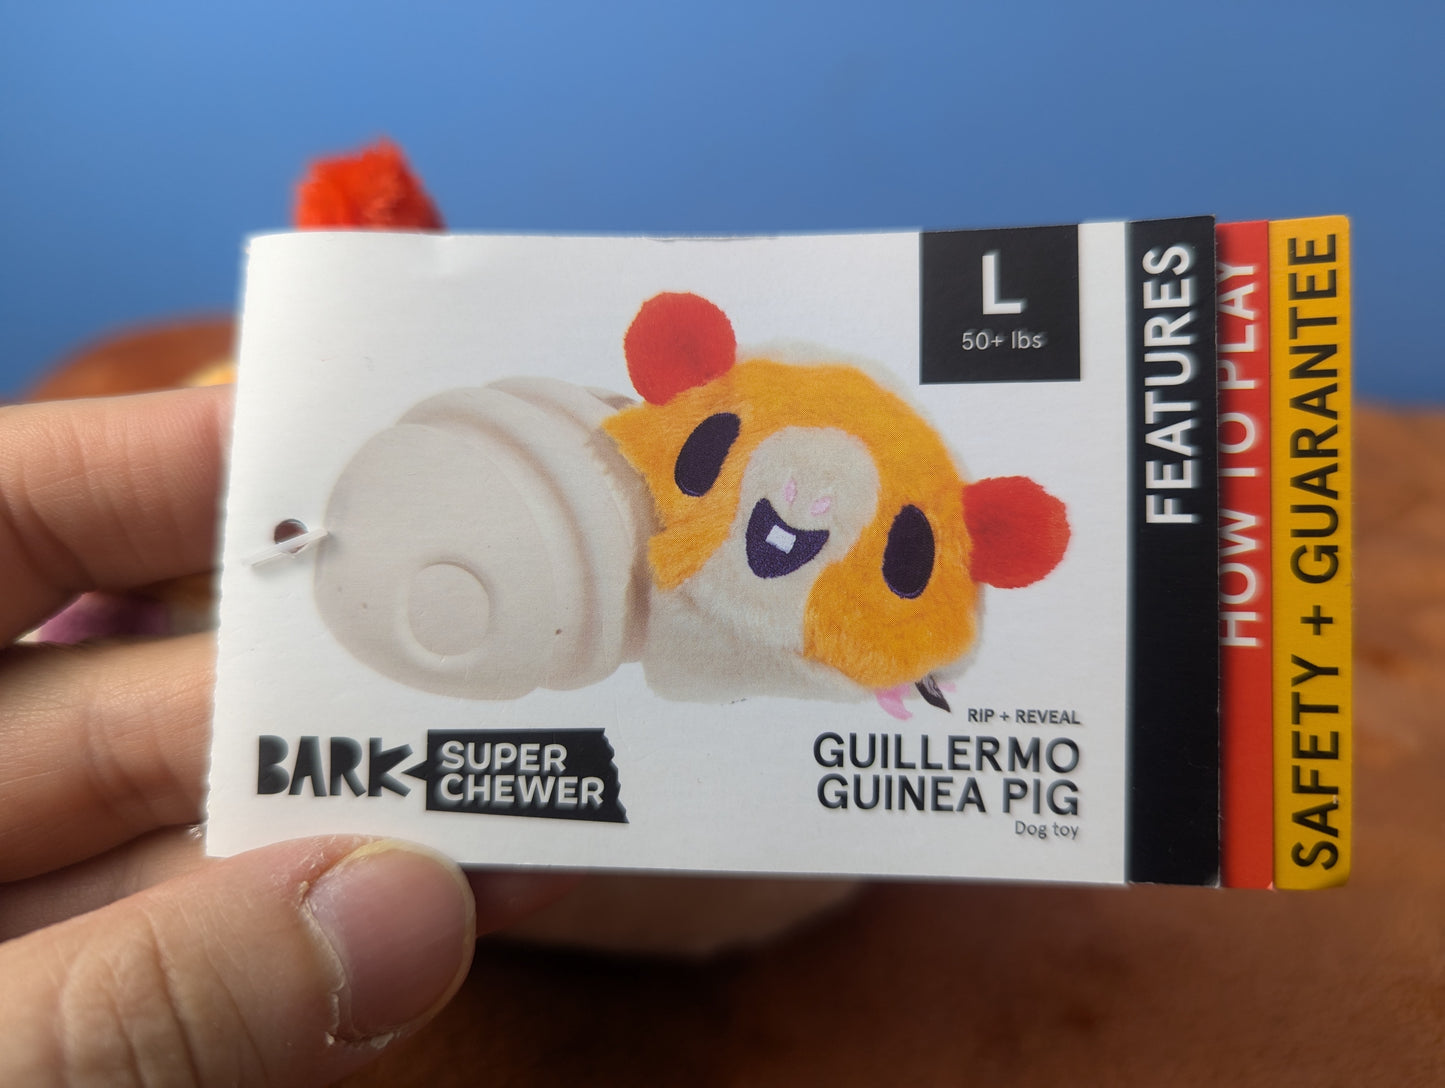 L
50+ lbs
BARK
SUPER
CHEWER
RIP + REVEAL
GUILLERMO
GUINEA PIG
Dog toy
FEATURES
HOW TO PLAY
SAFETY + GUARANTEE